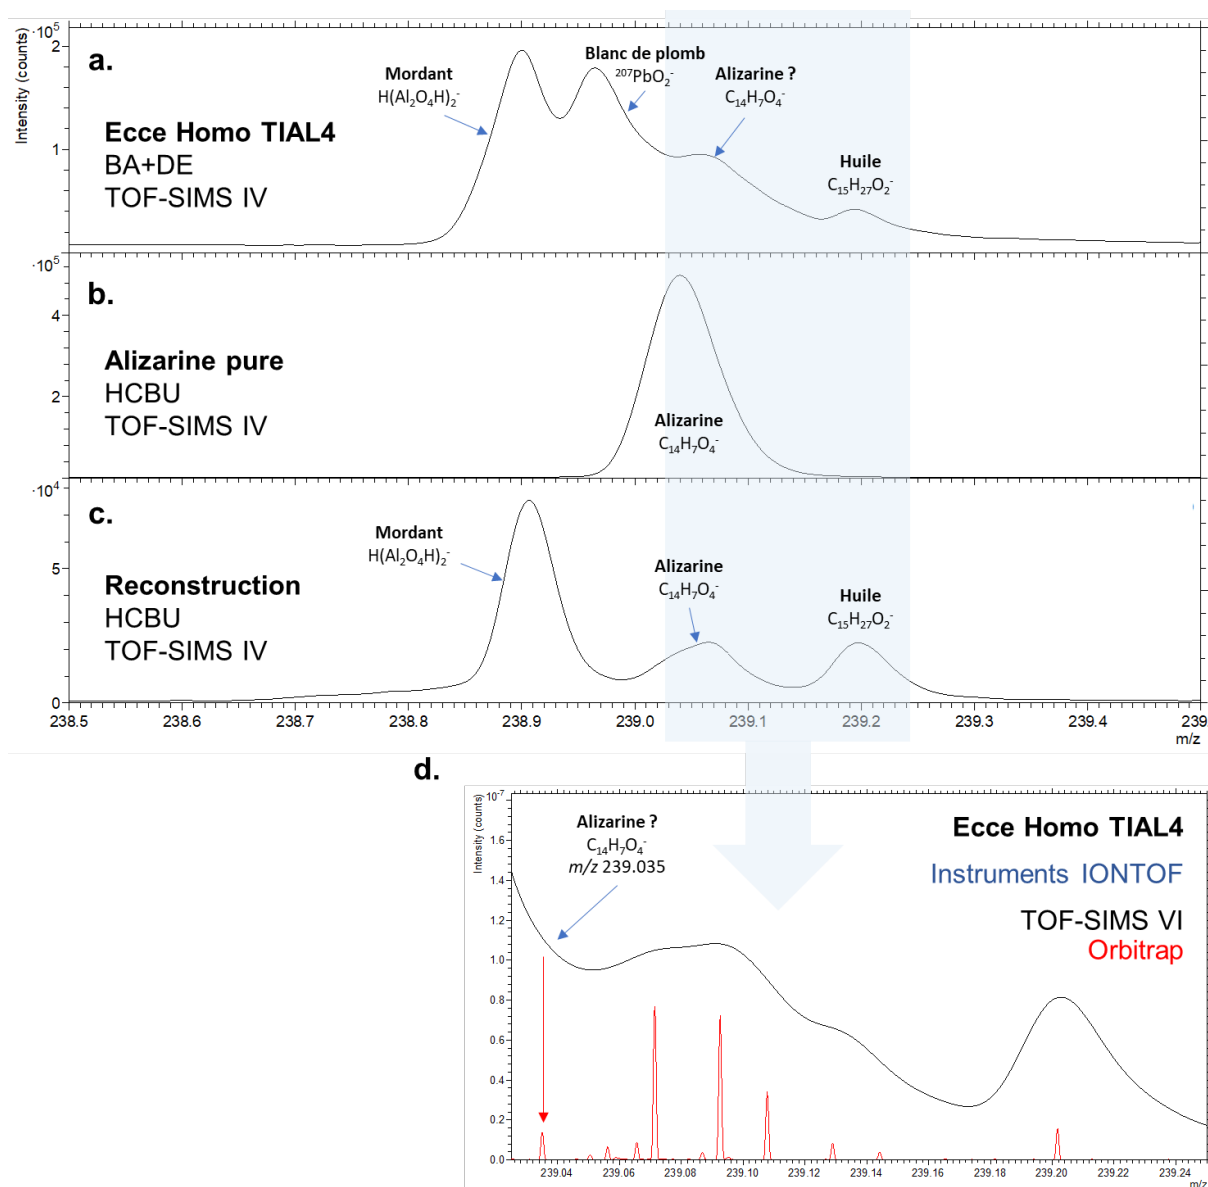 Intensity (counts)
·10⁵
2
1
a.
Ecce Homo TIAL4
BA+DE
TOF-SIMS IV
Mordant
H(Al₂O₄H)₂⁻
Blanc de plomb
²⁰⁷PbO₂⁻
Alizarine ?
C₁₄H₇O₄⁻
Huile
C₁₅H₂₇O₂⁻
·10⁵
4
2
b.
Alizarine pure
HCBU
TOF-SIMS IV
Alizarine
C₁₄H₇O₄⁻
·10⁴
5
0
c.
Reconstruction
HCBU
TOF-SIMS IV
Mordant
H(Al₂O₄H)₂⁻
Alizarine
C₁₄H₇O₄⁻
Huile
C₁₅H₂₇O₂⁻
238.5 238.6 238.7 238.8 238.9 239.0 239.1 239.2 239.3 239.4 239
m/z
d.
Intensity (counts)
·10⁻⁷
1.6
1.4
1.2
1.0
0.8
0.6
0.4
0.2
0.0
Alizarine ?
C₁₄H₇O₄⁻
m/z 239.035
Ecce Homo TIAL4
Instruments IONTOF
TOF-SIMS VI
Orbitrap
239.04 239.06 239.08 239.10 239.12 239.14 239.16 239.18 239.20 239.22 239.24
m/z